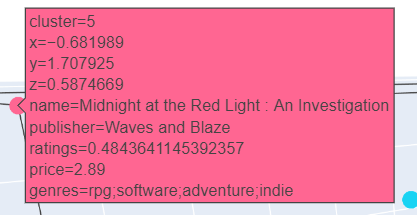 cluster=5
x=−0.681989
y=1.707925
z=0.5874669
name=Midnight at the Red Light : An Investigation
publisher=Waves and Blaze
ratings=0.4843641145392357
price=2.89
genres=rpg;software;adventure;indie